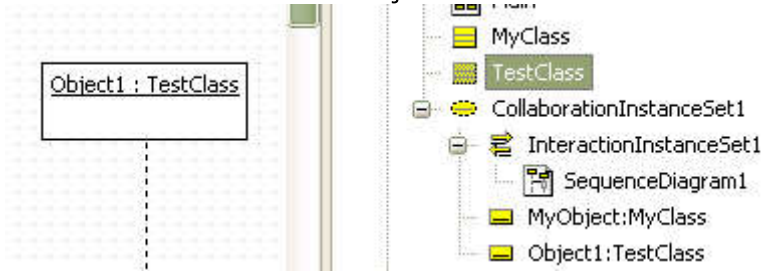 Object1 : TestClass
Main
MyClass
TestClass
CollaborationInstanceSet1
InteractionInstanceSet1
SequenceDiagram1
MyObject:MyClass
Object1:TestClass